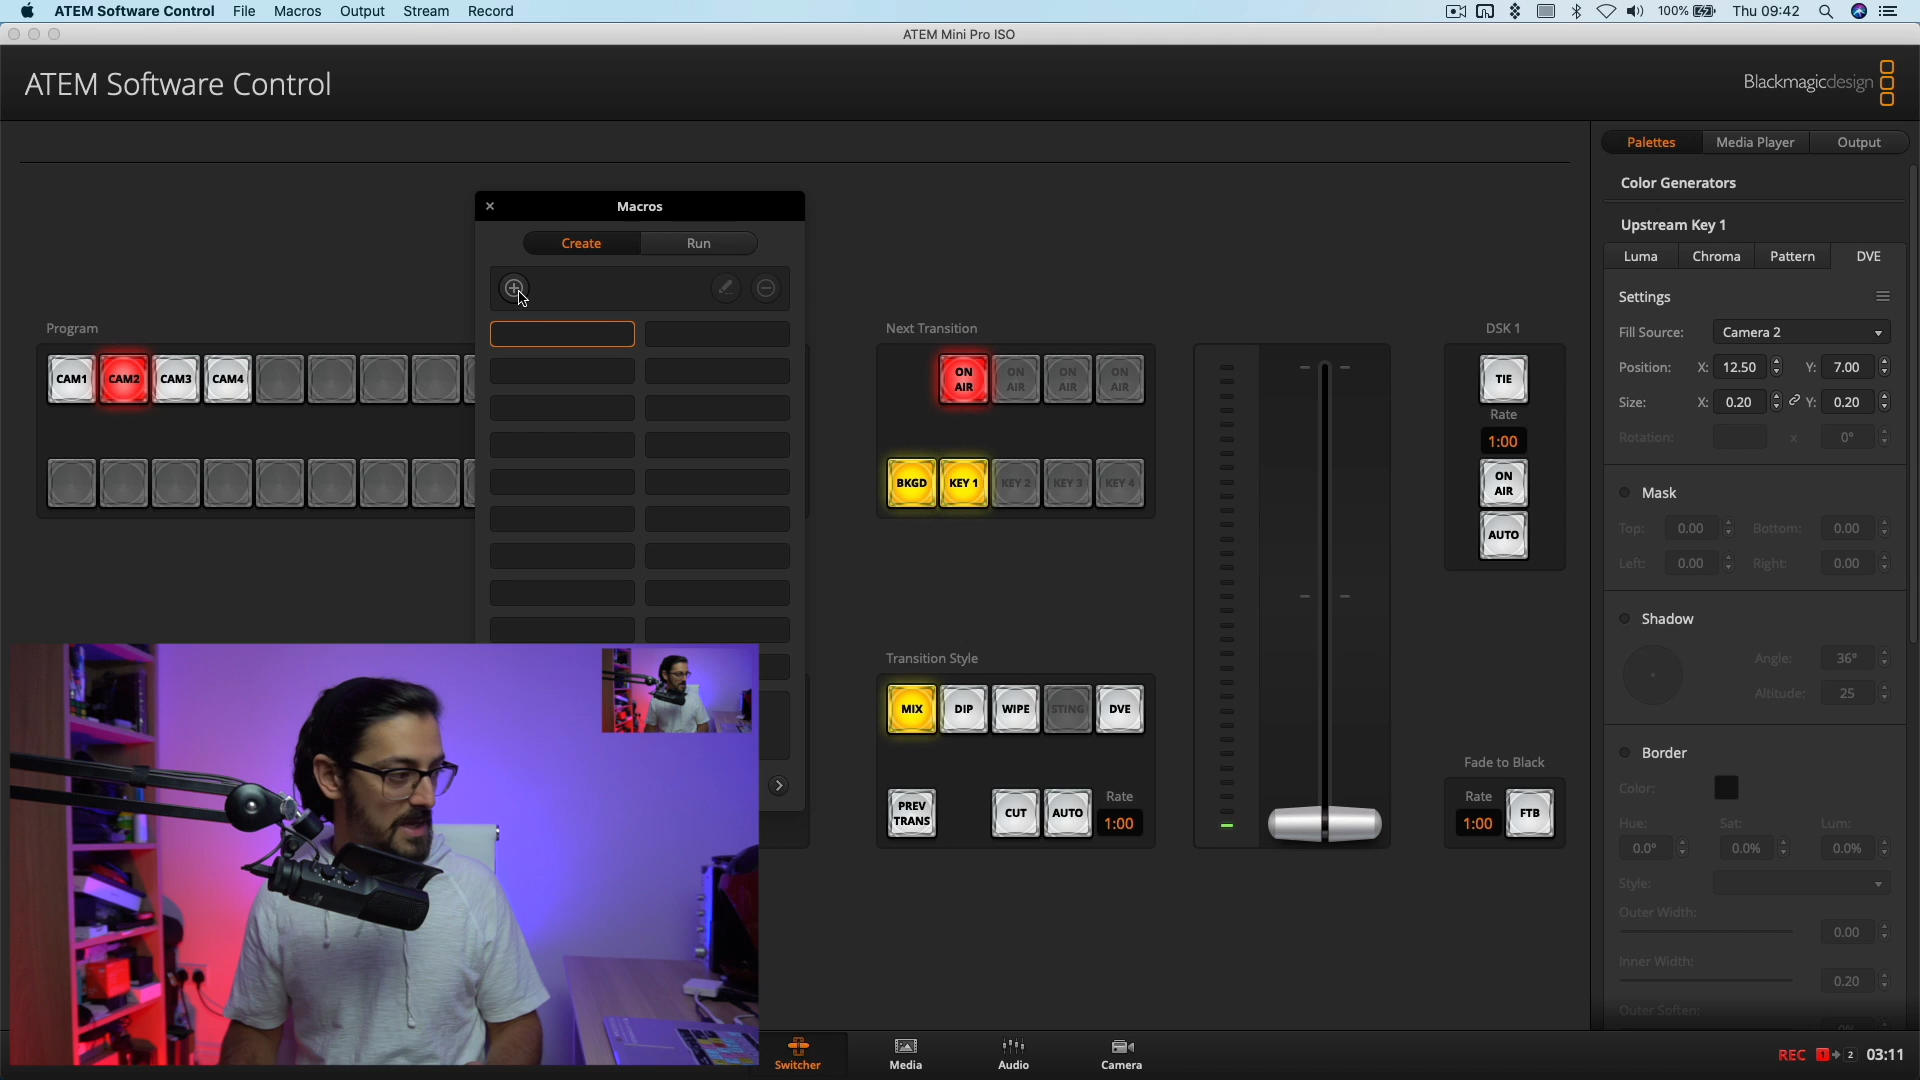 ATEM Software Control File Macros Output Stream Record 100% Thu 09:42
ATEM Mini Pro ISO
ATEM Software Control
Blackmagicdesign
Palettes Media Player Output
Color Generators
Upstream Key 1
Luma Chroma Pattern DVE
Settings
Fill Source: Camera 2
Position: X: 12.50 Y: 7.00
Size: X: 0.20 Y: 0.20
Rotation: x 0°
Mask
Top: 0.00 Bottom: 0.00
Left: 0.00 Right: 0.00
Shadow
Angle: 36°
Altitude: 25
Border
Color:
Hue: Sat: Lum:
0.0° 0.0% 0.0%
Style:
Outer Width:
0.00
Inner Width:
0.20
Outer Soften:
0%
Macros
Create Run
Program
CAM1 CAM2 CAM3 CAM4
Next Transition
ON AIR ON AIR ON AIR ON AIR
BKGD KEY 1 KEY 2 KEY 3 KEY 4
Transition Style
MIX DIP WIPE STING DVE
PREV TRANS CUT AUTO
Rate
1:00
DSK 1
TIE
Rate
1:00
ON AIR
AUTO
Fade to Black
Rate
1:00 FTB
Switcher Media Audio Camera
REC 1 2 03:11